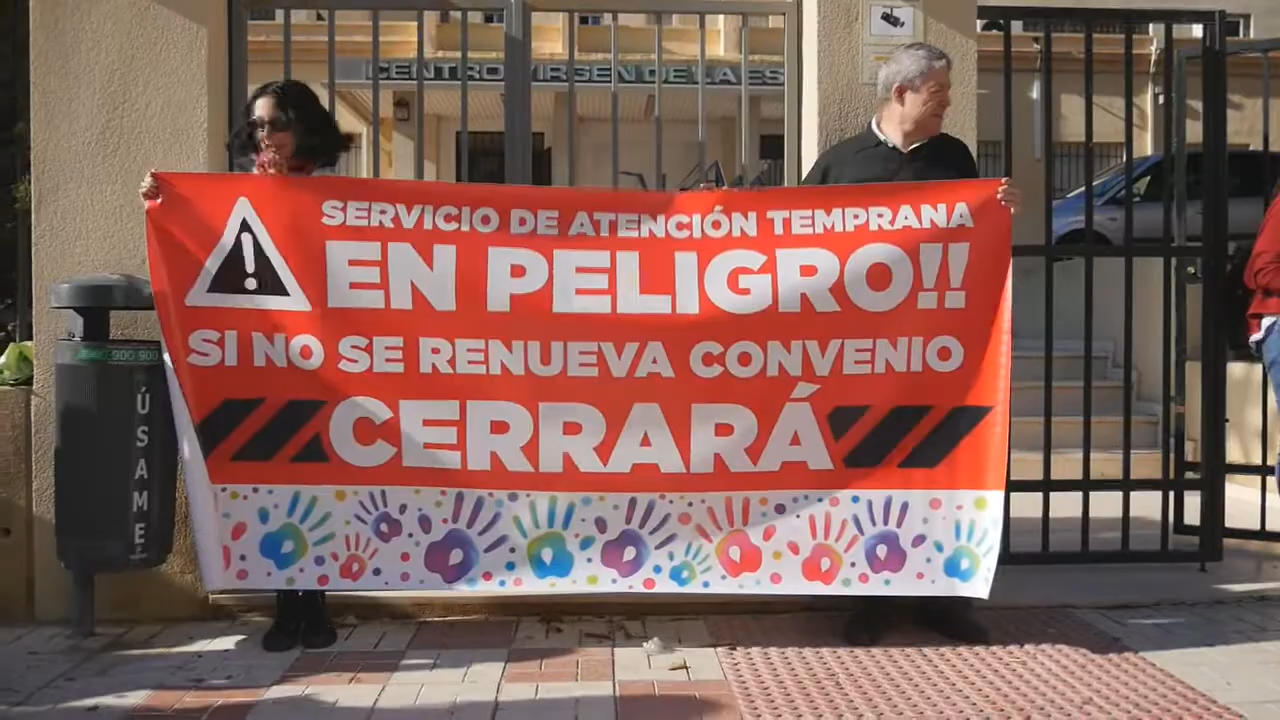 CENTRO VIRGEN DE LA ES
SERVICIO DE ATENCIÓN TEMPRANA
EN PELIGRO!!
SI NO SE RENUEVA CONVENIO
CERRARÁ
900 900
ÚSAME